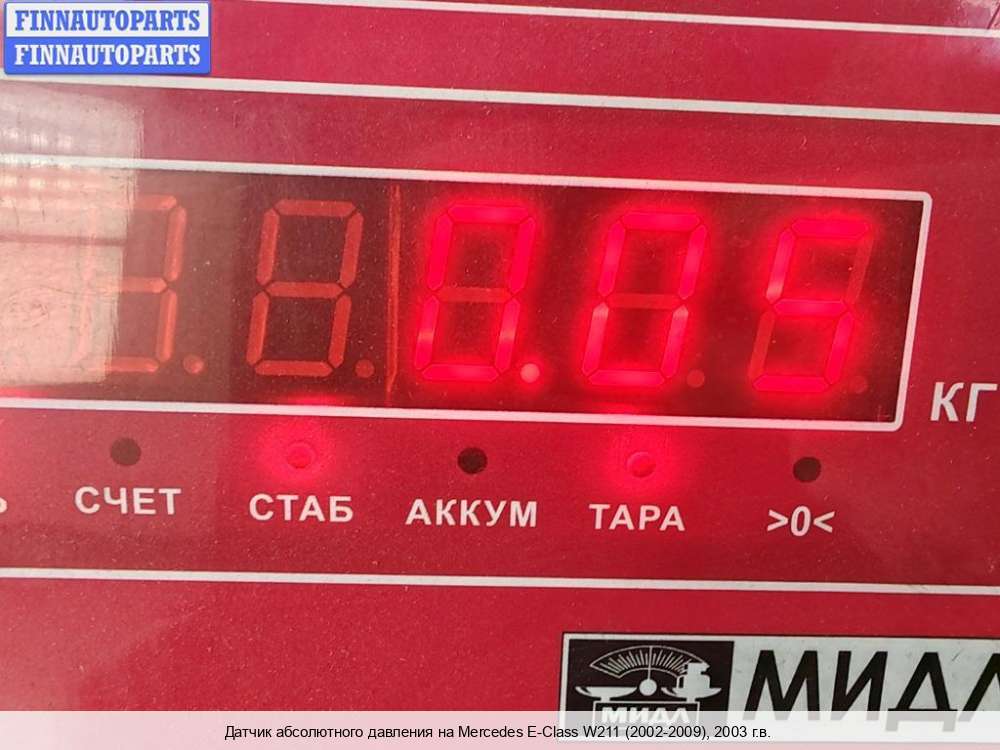 FINNAUTOPARTS
FINNAUTOPARTS
0.05
КГ
СЧЕТ СТАБ АККУМ ТАРА >0<
МИДЛ
МИДЛ
Датчик абсолютного давления на Mercedes E-Class W211 (2002-2009), 2003 г.в.